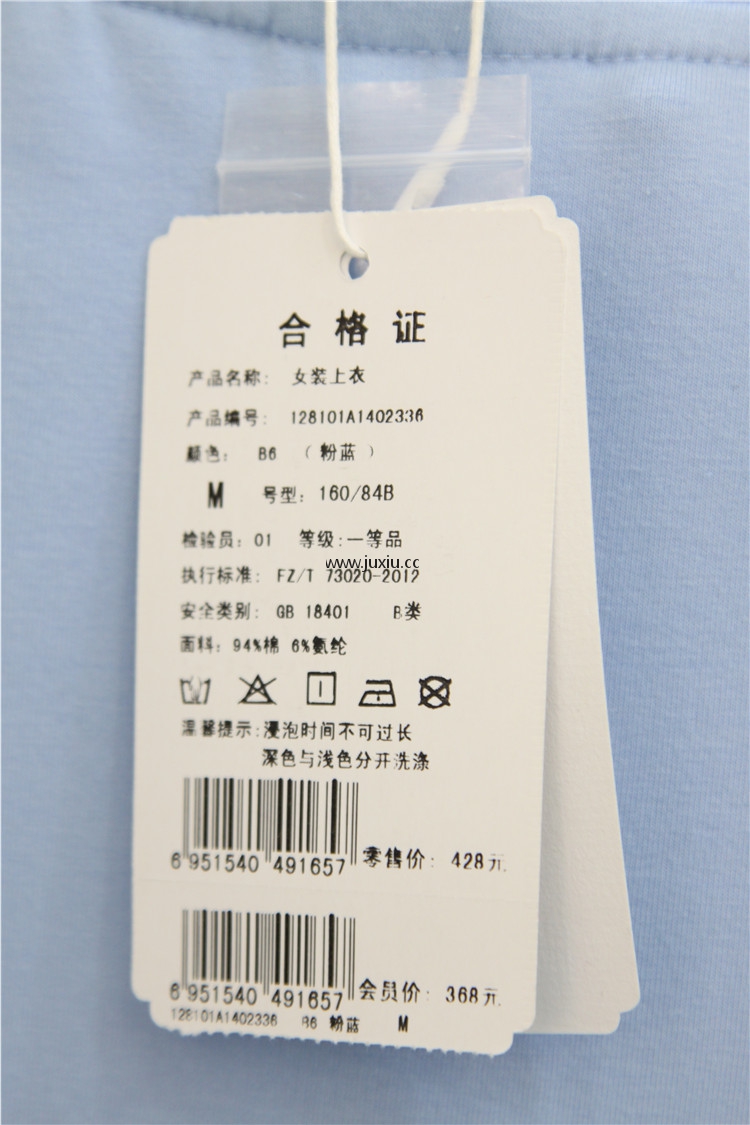 合格证
产品名称: 女装上衣
产品编号: 128101A1402336
颜色: B6 (粉蓝)
M 号型: 160/84B
检验员: 01 等级:一等品
www.juxiu.cc
执行标准: FZ/T 73020-2012
安全类别: GB 18401 B类
面料: 94%棉 6%氨纶
温馨提示:浸泡时间不可过长
深色与浅色分开洗涤
6 951540 491657 零售价: 428元
6 951540 491657 会员价: 368元
128101A1402336 B6 粉蓝 M